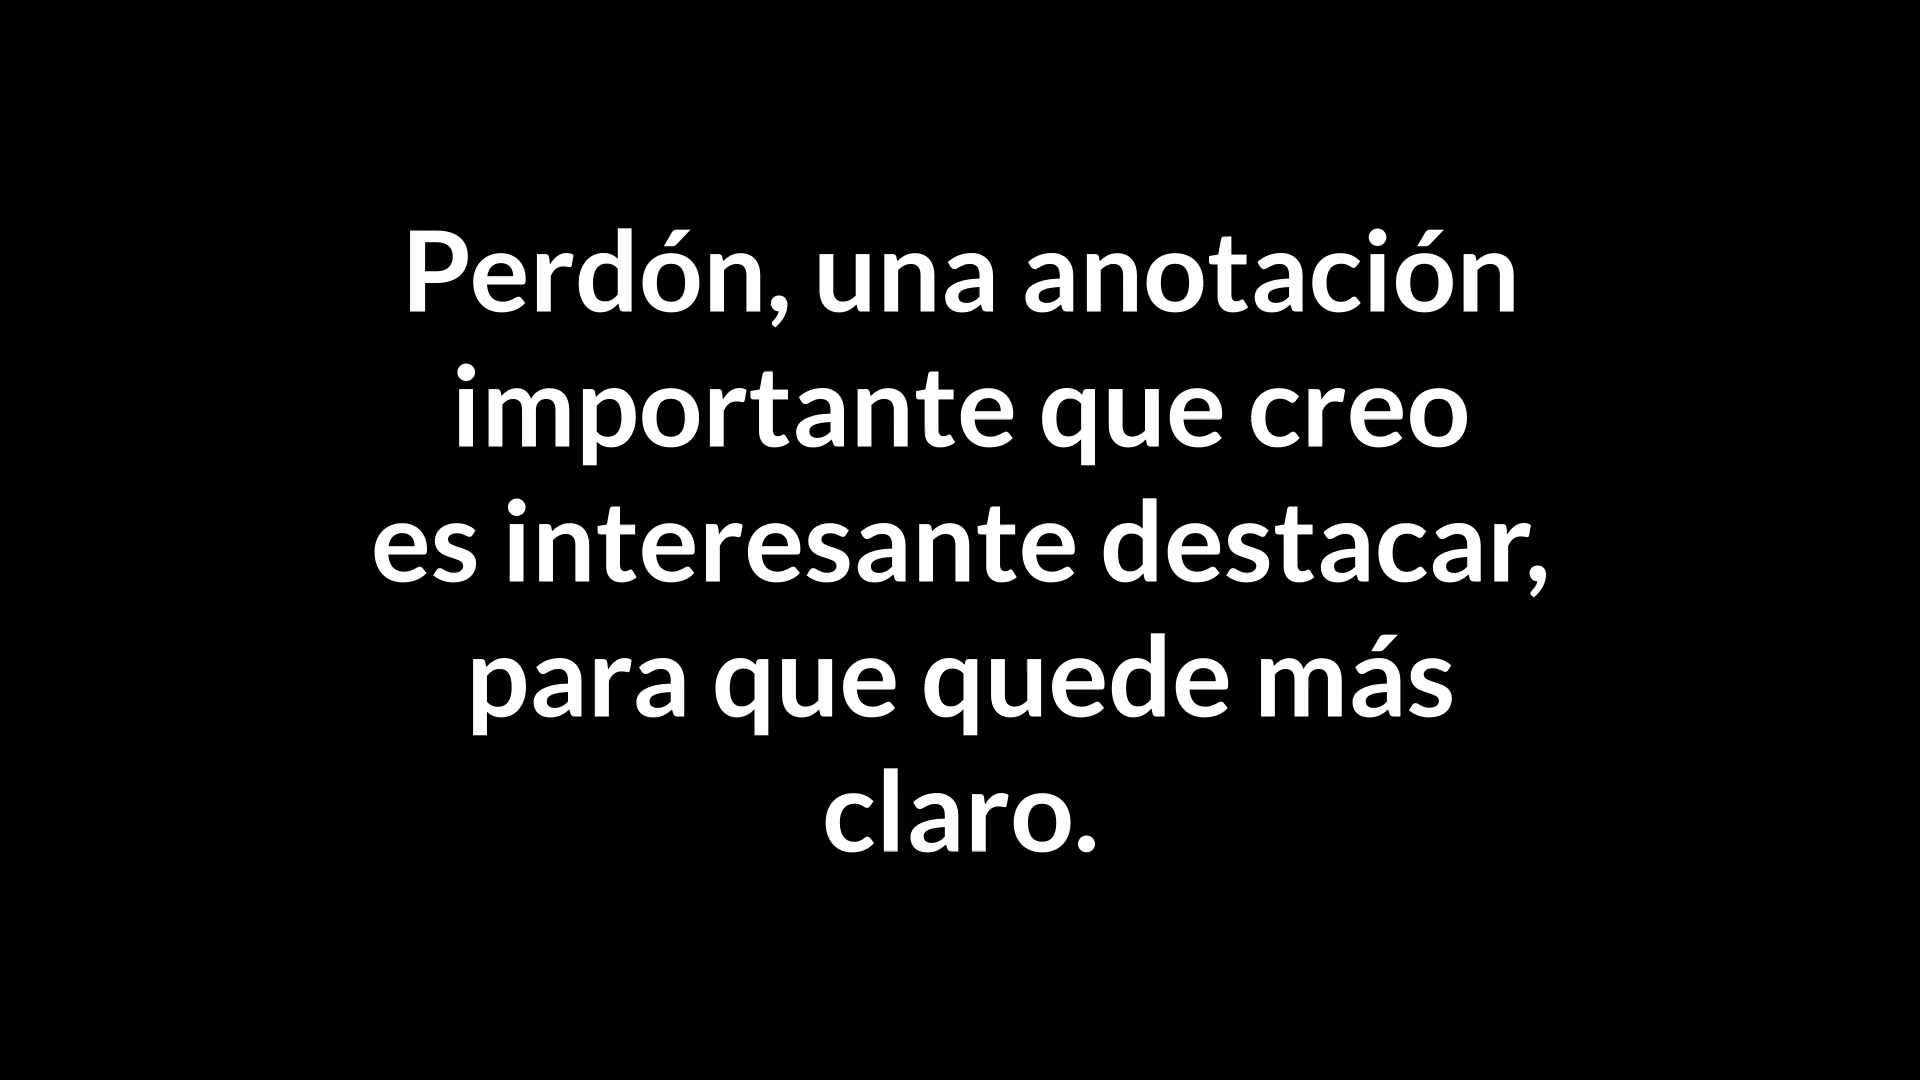 Perdón, una anotación
importante que creo
es interesante destacar,
para que quede más
claro.